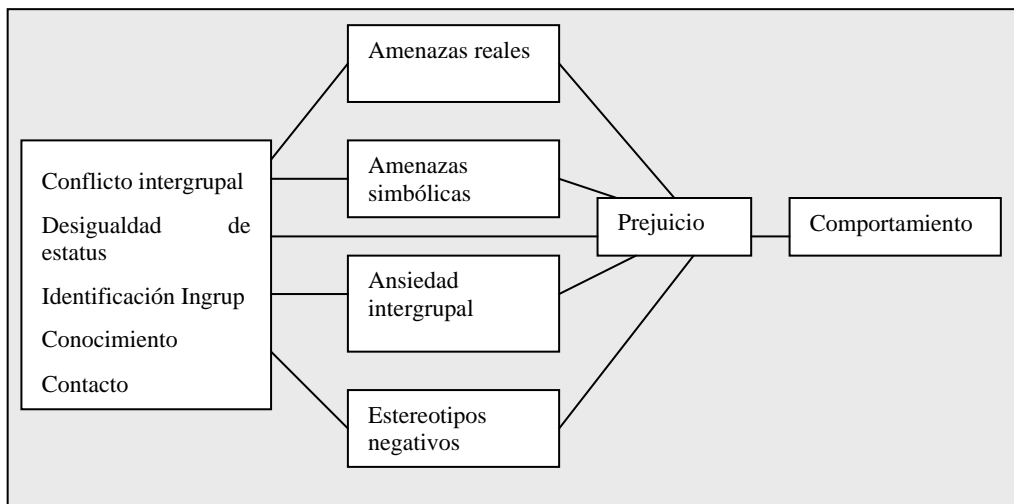 Conflicto intergrupal
Desigualdad de
estatus
Identificación Ingrup
Conocimiento
Contacto
Amenazas reales
Amenazas
simbólicas
Ansiedad
intergrupal
Estereotipos
negativos
Prejuicio
Comportamiento